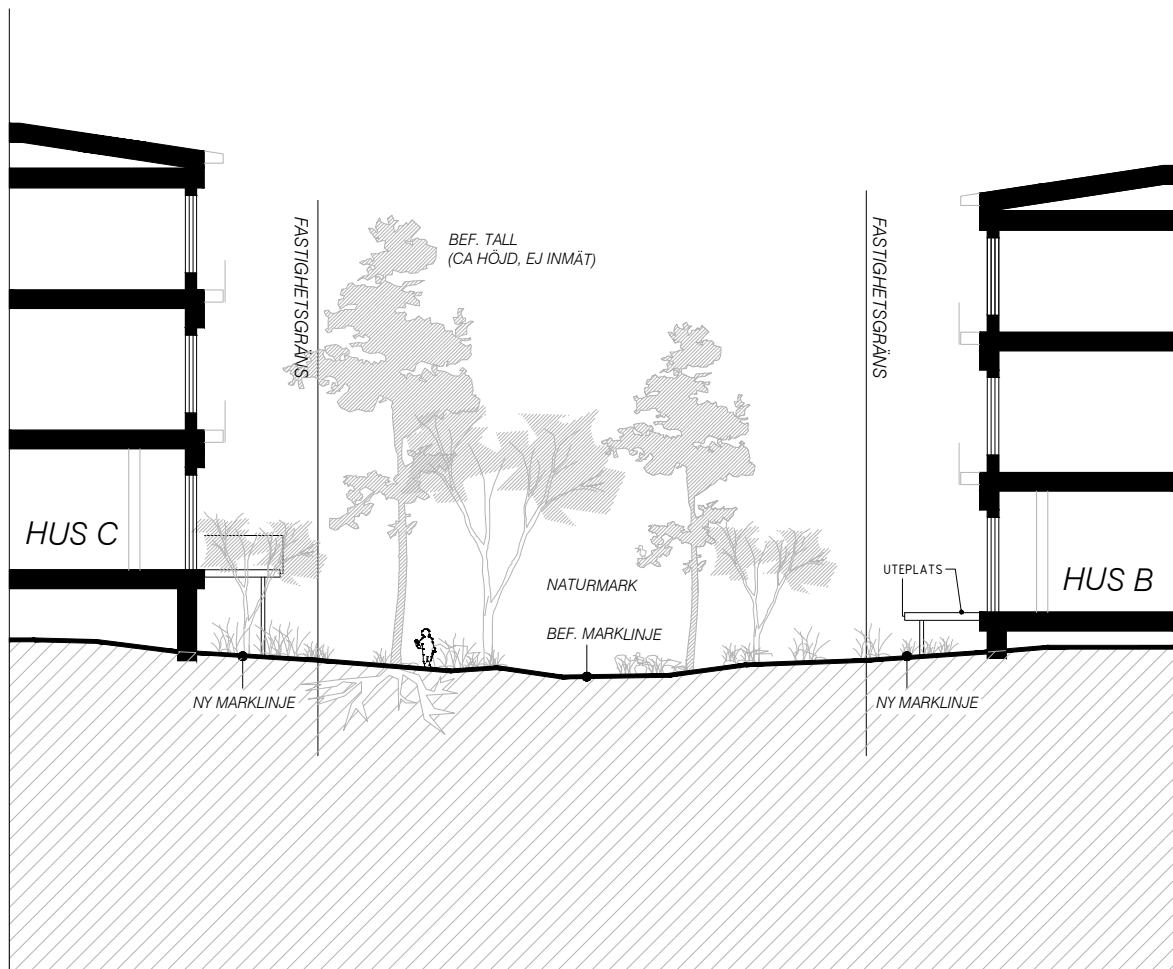 FASTIGHETSGRÄNS
BEF. TALL
(CA HÖJD, EJ INMÄT)
FASTIGHETSGRÄNS
HUS C
NATURMARK
UTEPLATS
HUS B
BEF. MARKLINJE
NY MARKLINJE
NY MARKLINJE